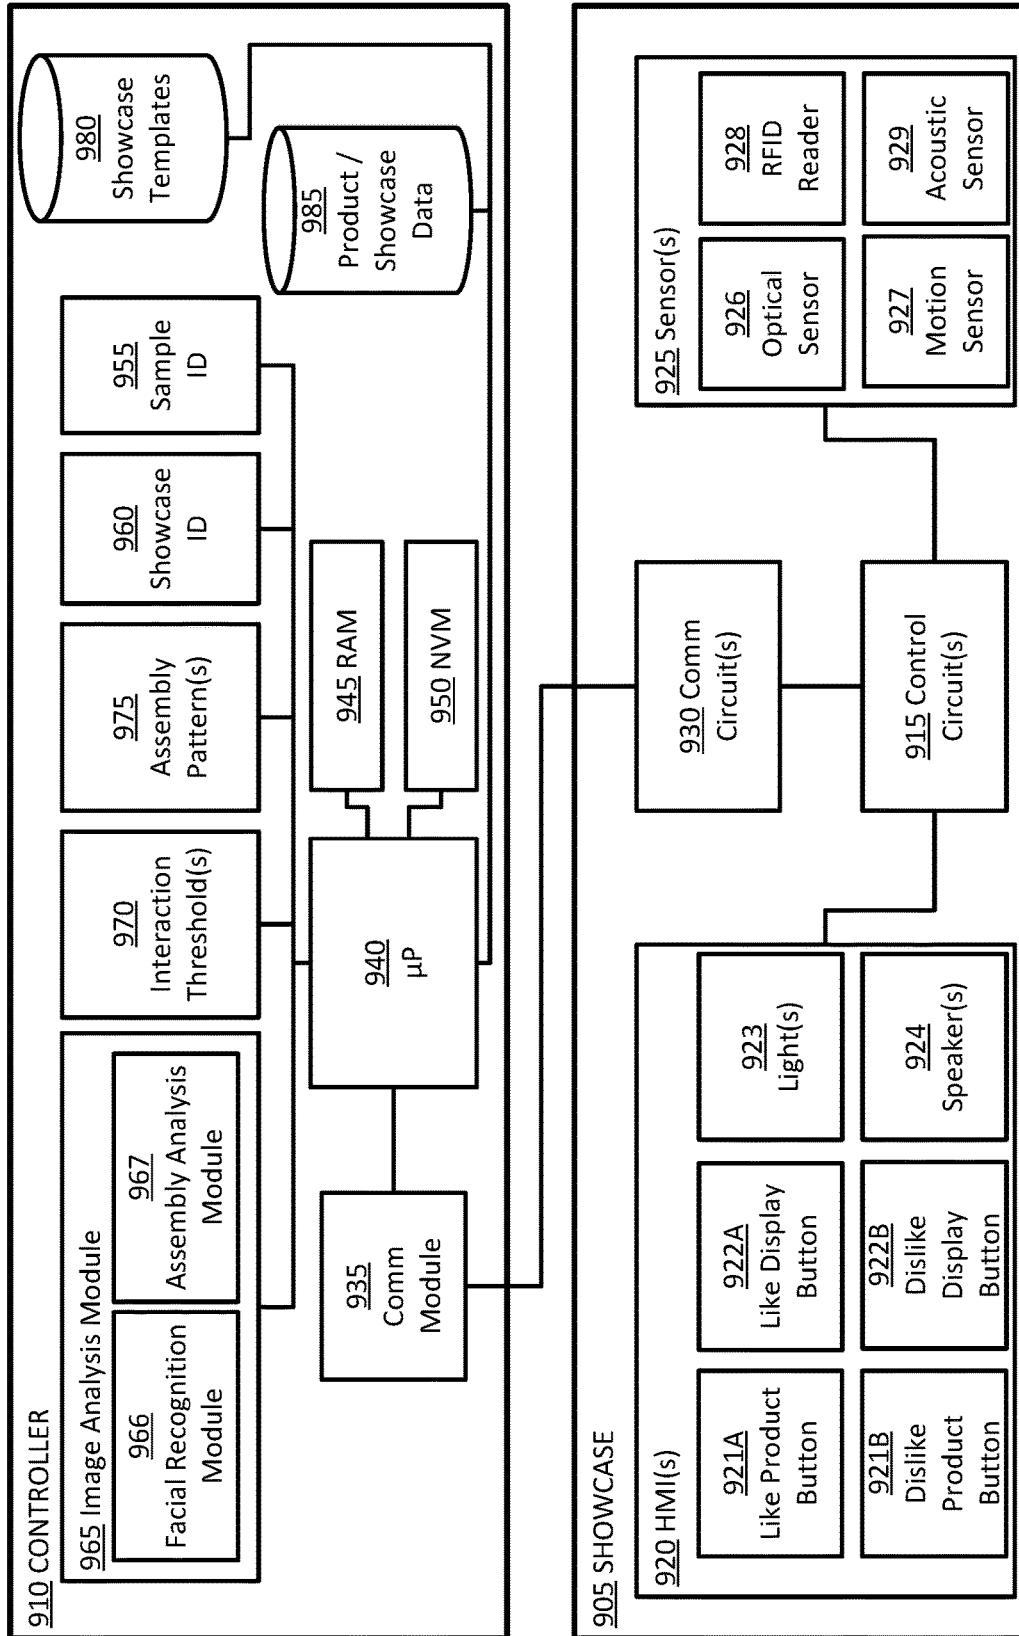 910 CONTROLLER
965 Image Analysis Module
966
Facial Recognition
Module
967
Assembly Analysis
Module
970
Interaction
Threshold(s)
975
Assembly
Pattern(s)
960
Showcase
ID
955
Sample
ID
980
Showcase
Templates
985
Product /
Showcase
Data
935
Comm
Module
940
µP
945 RAM
950 NVM
905 SHOWCASE
920 HMI(s)
921A
Like Product
Button
922A
Like Display
Button
923
Light(s)
921B
Dislike
Product
Button
922B
Dislike
Display
Button
924
Speaker(s)
930 Comm
Circuit(s)
915 Control
Circuit(s)
925 Sensor(s)
926
Optical
Sensor
928
RFID
Reader
927
Motion
Sensor
929
Acoustic
Sensor